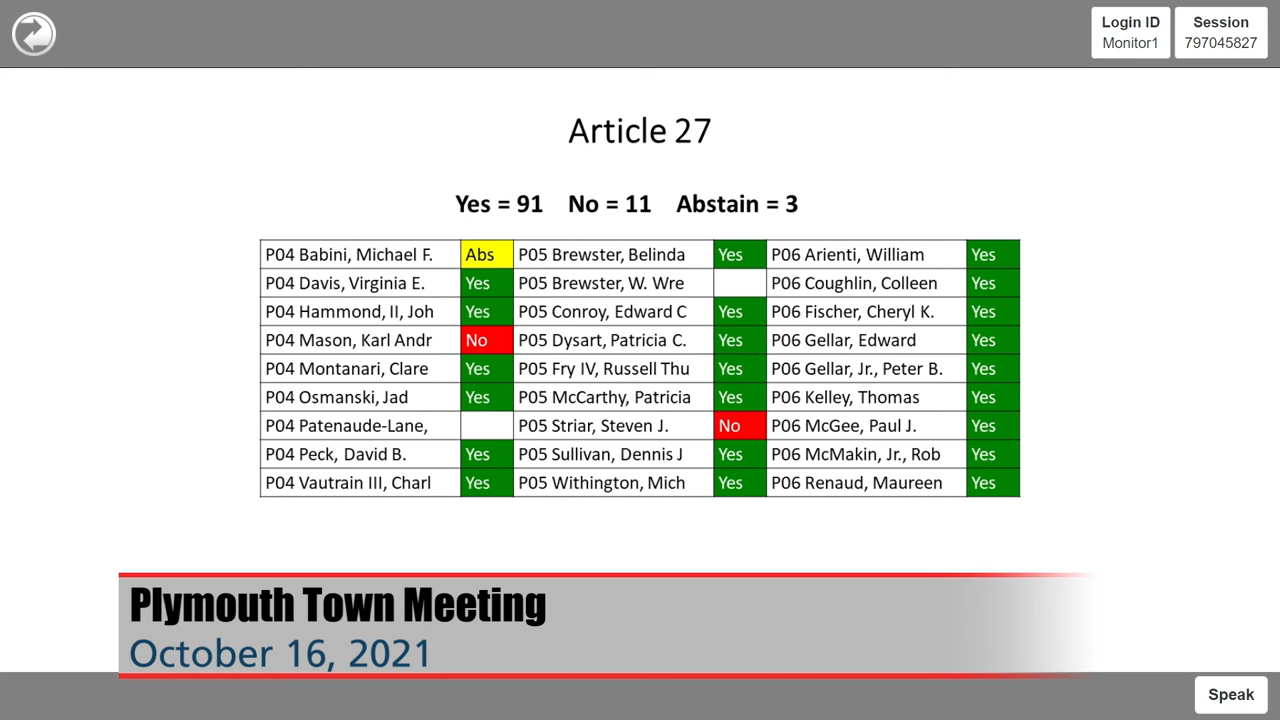 Login ID
Monitor1
Session
797045827
Article 27
Yes = 91 No = 11 Abstain = 3
P04 Babini, Michael F. Abs P05 Brewster, Belinda Yes P06 Arienti, William Yes
P04 Davis, Virginia E. Yes P05 Brewster, W. Wre P06 Coughlin, Colleen Yes
P04 Hammond, II, Joh Yes P05 Conroy, Edward C Yes P06 Fischer, Cheryl K. Yes
P04 Mason, Karl Andr No P05 Dysart, Patricia C. Yes P06 Gellar, Edward Yes
P04 Montanari, Clare Yes P05 Fry IV, Russell Thu Yes P06 Gellar, Jr., Peter B. Yes
P04 Osmanski, Jad Yes P05 McCarthy, Patricia Yes P06 Kelley, Thomas Yes
P04 Patenaude-Lane, P05 Striar, Steven J. No P06 McGee, Paul J. Yes
P04 Peck, David B. Yes P05 Sullivan, Dennis J Yes P06 McMakin, Jr., Rob Yes
P04 Vautrain III, Charl Yes P05 Withington, Mich Yes P06 Renaud, Maureen Yes
Plymouth Town Meeting
October 16, 2021
Speak